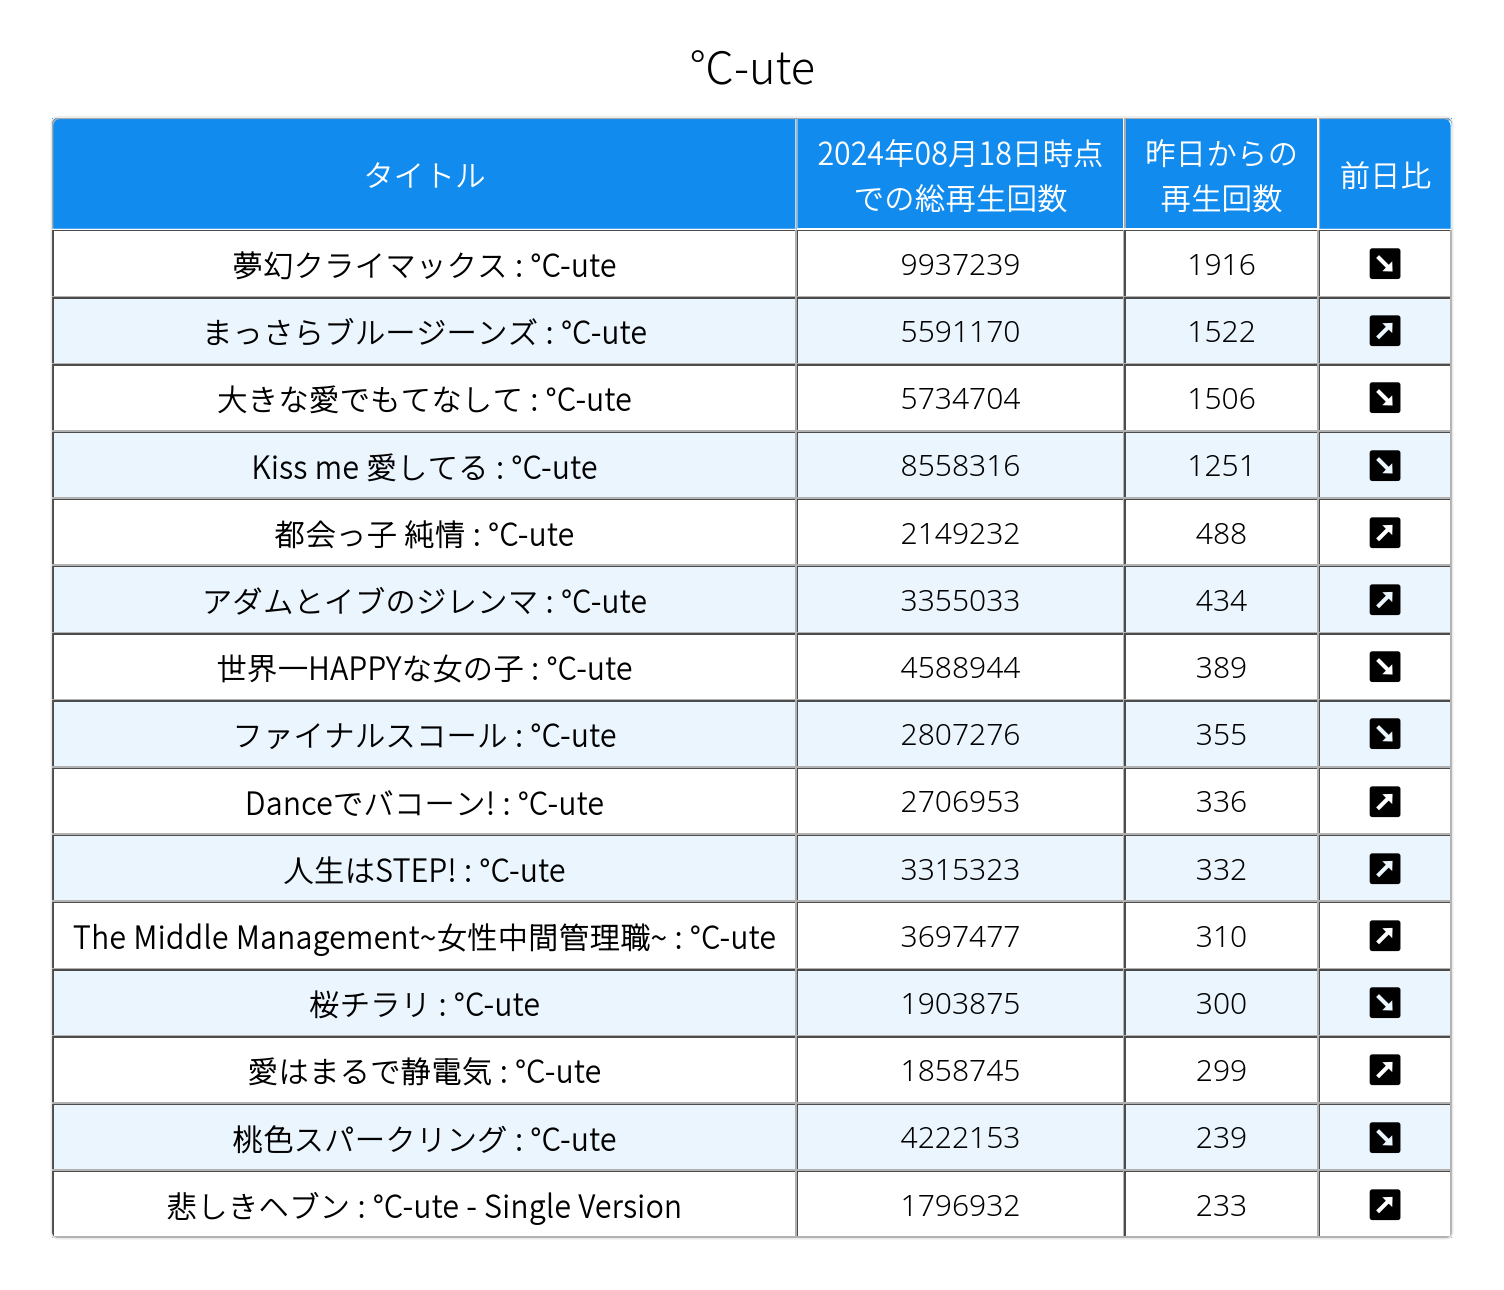 ℃-ute
タイトル 2024年08月18日時点 昨日からの 前日比
での総再生回数 再生回数
夢幻クライマックス : ℃-ute 9937239 1916 ↘
まっさらブルージーンズ : ℃-ute 5591170 1522 ↗
大きな愛でもてなして : ℃-ute 5734704 1506 ↘
Kiss me 愛してる : ℃-ute 8558316 1251 ↘
都会っ子 純情 : ℃-ute 2149232 488 ↗
アダムとイブのジレンマ : ℃-ute 3355033 434 ↗
世界一HAPPYな女の子 : ℃-ute 4588944 389 ↘
ファイナルスコール : ℃-ute 2807276 355 ↘
Danceでバコーン! : ℃-ute 2706953 336 ↗
人生はSTEP! : ℃-ute 3315323 332 ↗
The Middle Management~女性中間管理職~ : ℃-ute 3697477 310 ↗
桜チラリ : ℃-ute 1903875 300 ↘
愛はまるで静電気 : ℃-ute 1858745 299 ↗
桃色スパークリング : ℃-ute 4222153 239 ↘
悲しきヘブン : ℃-ute - Single Version 1796932 233 ↗